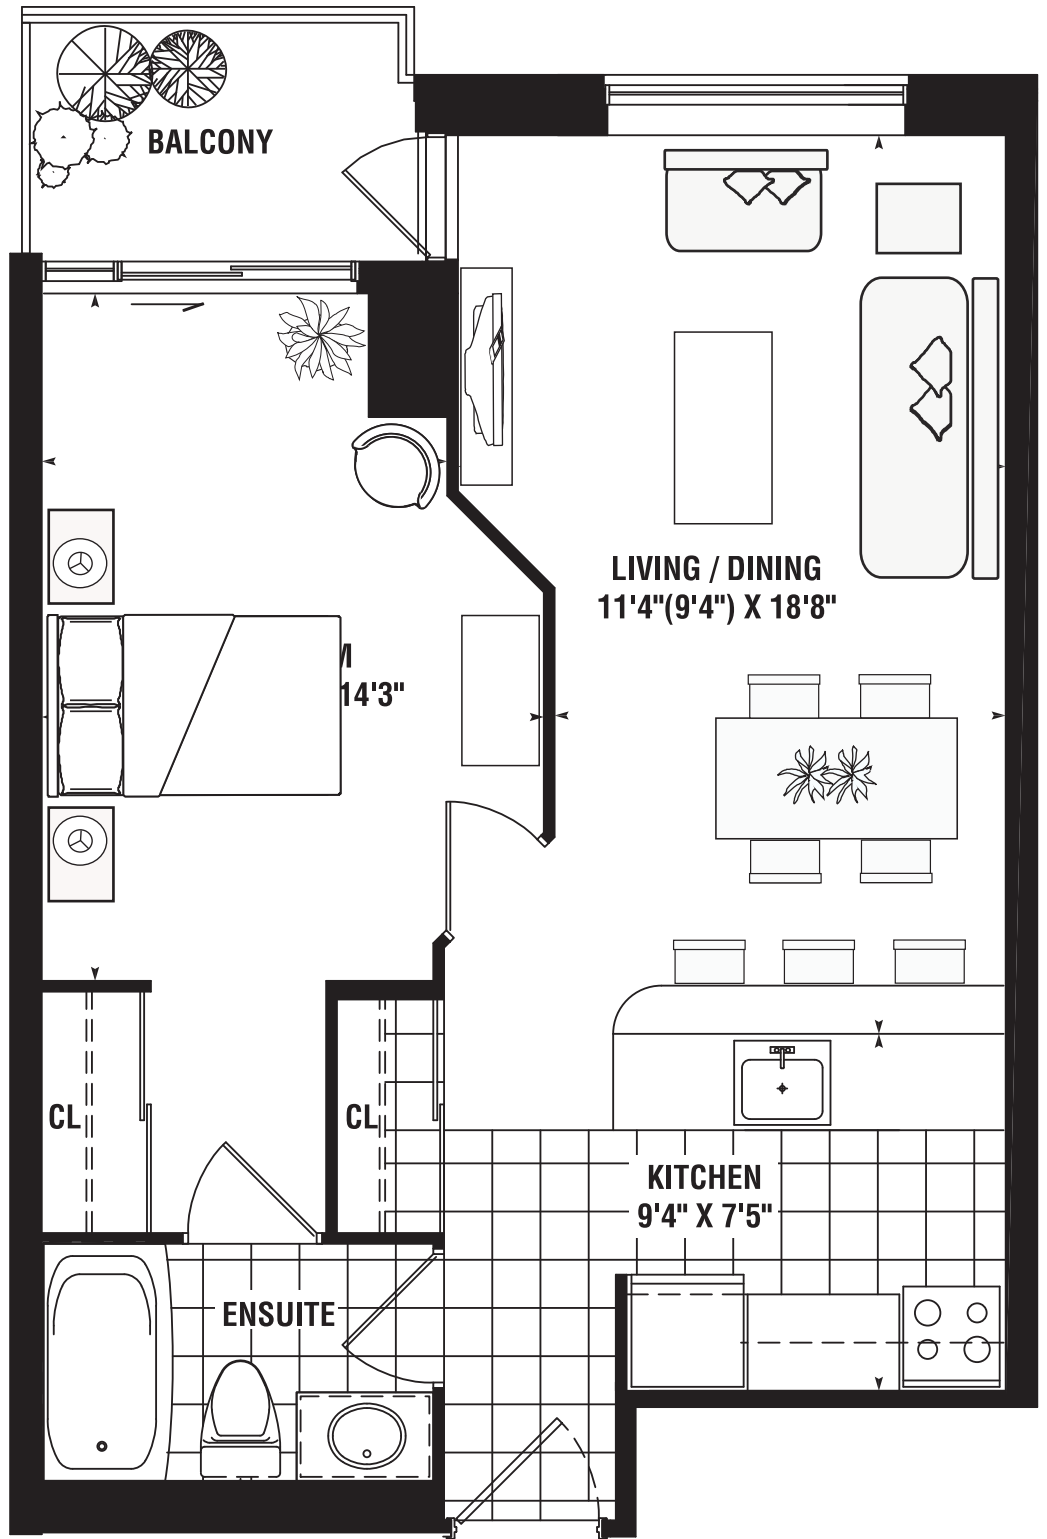 BALCONY
LIVING / DINING
11'4"(9'4") X 18'8"
14'3"
CL
CL
KITCHEN
9'4" X 7'5"
ENSUITE